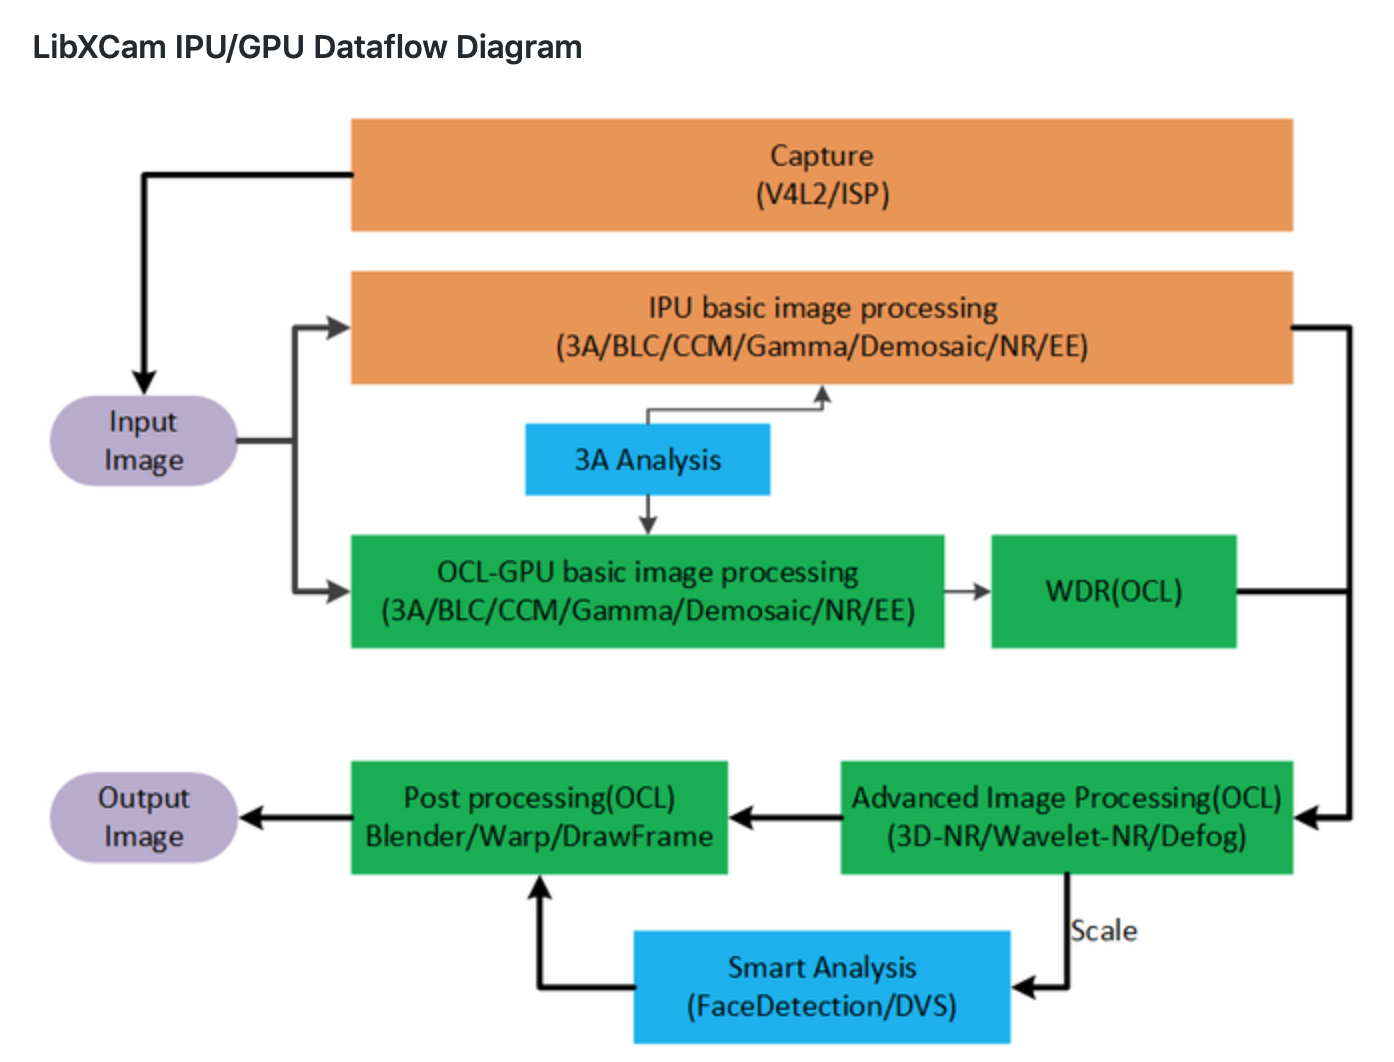 LibXCam IPU/GPU Dataflow Diagram
Capture
(V4L2/ISP)
IPU basic image processing
(3A/BLC/CCM/Gamma/Demosaic/NR/EE)
Input
Image
3A Analysis
OCL-GPU basic image processing
(3A/BLC/CCM/Gamma/Demosaic/NR/EE)
WDR(OCL)
Output
Image
Post processing(OCL)
Blender/Warp/DrawFrame
Advanced Image Processing(OCL)
(3D-NR/Wavelet-NR/Defog)
Scale
Smart Analysis
(FaceDetection/DVS)